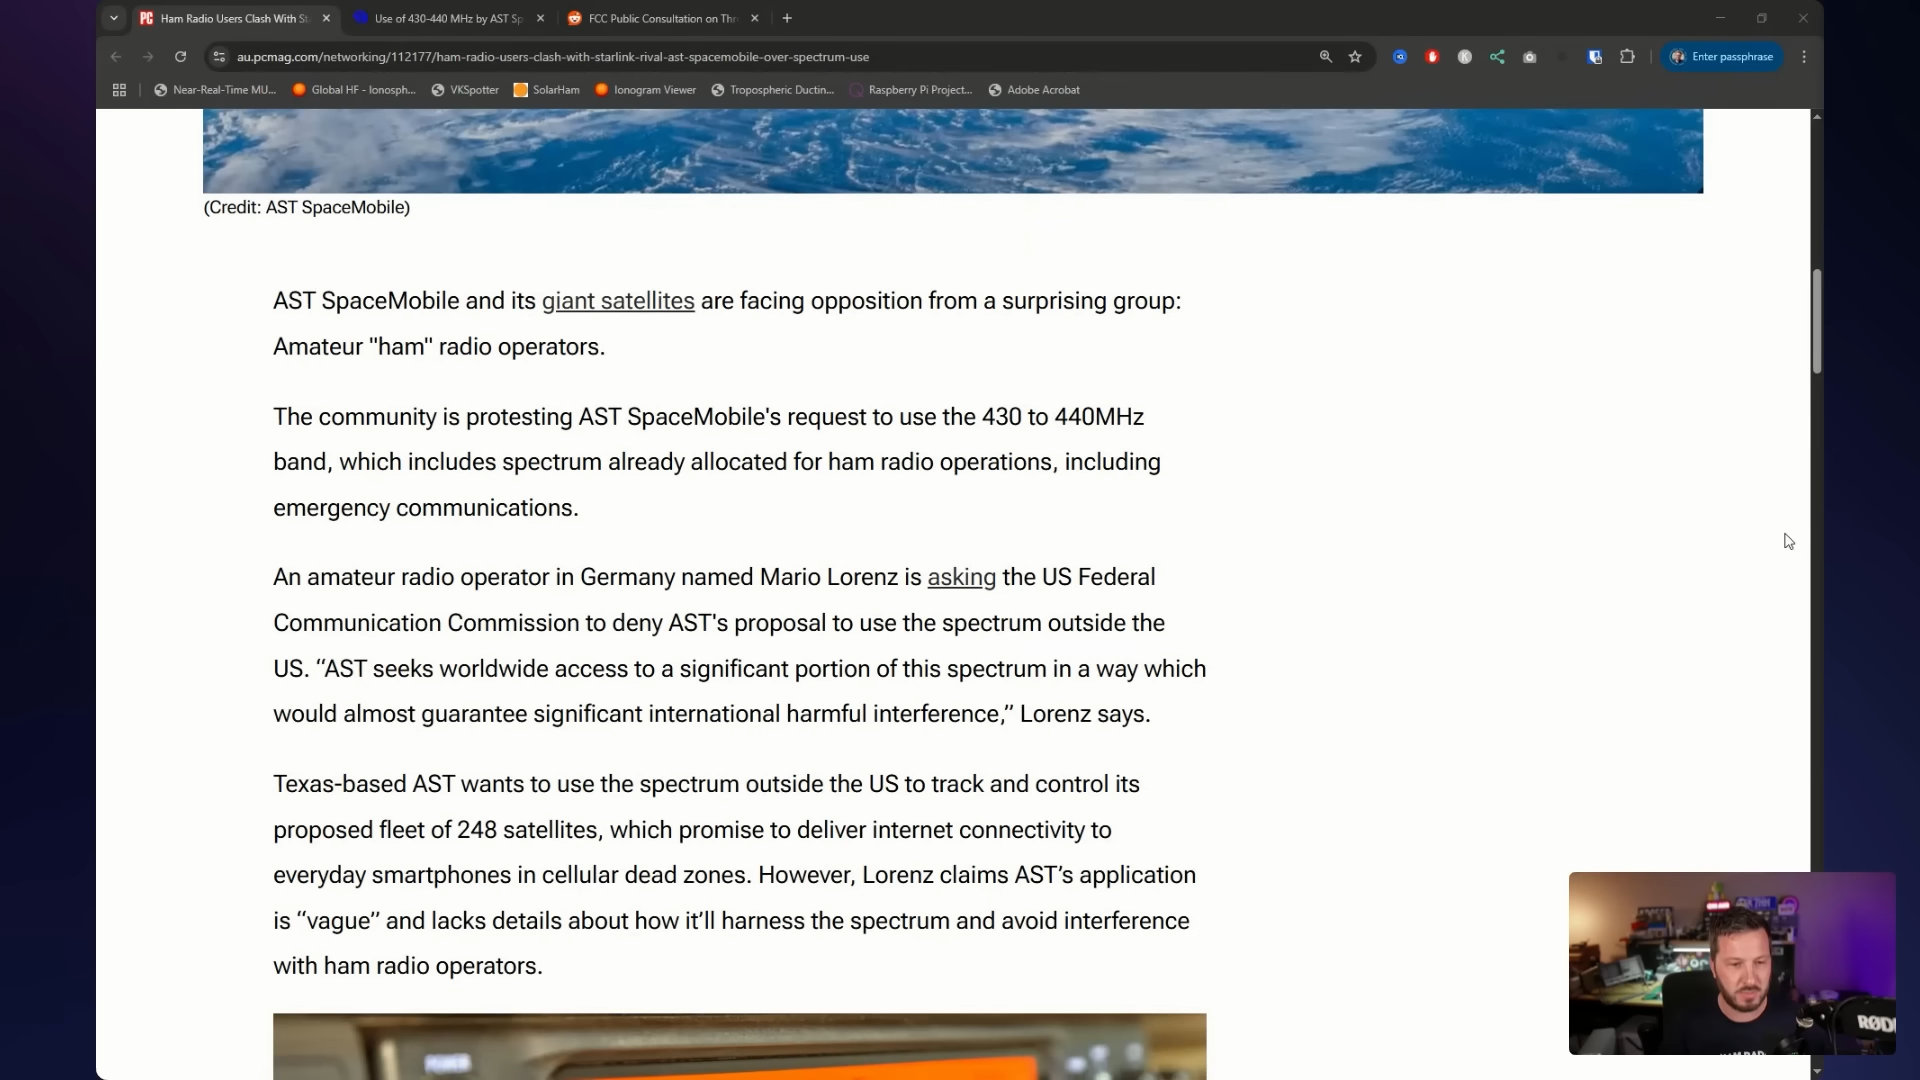 PC Ham Radio Users Clash With St
Use of 430-440 MHz by AST Sp
FCC Public Consultation on Thr
au.pcmag.com/networking/112177/ham-radio-users-clash-with-starlink-rival-ast-spacemobile-over-spectrum-use
Enter passphrase
Near-Real-Time MU...
Global HF - Ionosph...
VKSpotter
SolarHam
Ionogram Viewer
Tropospheric Ductin...
Raspberry Pi Project...
Adobe Acrobat
(Credit: AST SpaceMobile)
AST SpaceMobile and its giant satellites are facing opposition from a surprising group:
Amateur "ham" radio operators.
The community is protesting AST SpaceMobile's request to use the 430 to 440MHz
band, which includes spectrum already allocated for ham radio operations, including
emergency communications.
An amateur radio operator in Germany named Mario Lorenz is asking the US Federal
Communication Commission to deny AST's proposal to use the spectrum outside the
US. “AST seeks worldwide access to a significant portion of this spectrum in a way which
would almost guarantee significant international harmful interference,” Lorenz says.
Texas-based AST wants to use the spectrum outside the US to track and control its
proposed fleet of 248 satellites, which promise to deliver internet connectivity to
everyday smartphones in cellular dead zones. However, Lorenz claims AST’s application
is “vague” and lacks details about how it’ll harness the spectrum and avoid interference
with ham radio operators.
POWER
RØDE